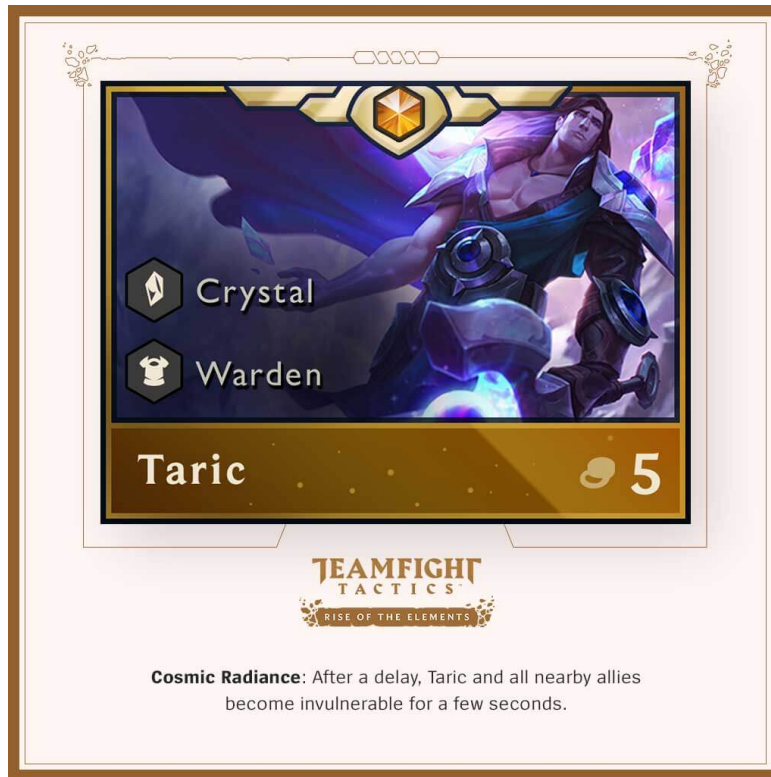 Crystal
Warden
Taric
5
TEAMFIGHT
TACTICS
RISE OF THE ELEMENTS
Cosmic Radiance: After a delay, Taric and all nearby allies
become invulnerable for a few seconds.